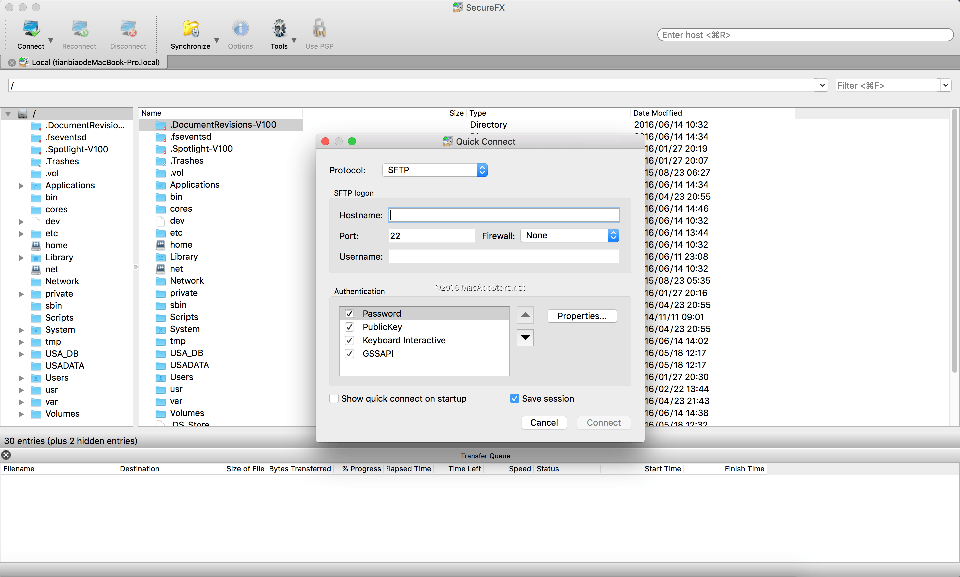 SecureFX
Connect Reconnect Disconnect Synchronize Options Tools Use PGP
Enter host <⌘R>
Local (tianbiaodeMacBook-Pro.local)
/
Filter <⌘F>
/
.DocumentRevisio...
.fseventsd
.Spotlight-V100
.Trashes
.vol
Applications
bin
cores
dev
etc
home
Library
net
Network
private
sbin
Scripts
System
tmp
USA_DB
USADATA
Users
usr
var
Volumes
Name Size Type Date Modified
.DocumentRevisions-V100 Directory 2016/06/14 10:32
.fseventsd 16/06/14 10:32
.Spotlight-V100 16/01/27 20:19
.Trashes 16/01/27 20:07
.vol 15/08/23 06:27
Applications 16/06/14 14:34
bin 16/04/23 20:55
cores 16/06/14 14:46
dev 16/06/14 10:32
etc 16/06/14 13:44
home 16/06/14 10:32
Library 16/06/11 23:08
net 16/06/14 10:32
Network 15/08/23 05:35
private 16/01/27 20:16
sbin 16/04/23 20:55
Scripts 14/11/11 09:01
System 16/04/23 20:55
tmp 16/06/14 14:02
USA_DB 16/05/18 12:17
USADATA 16/05/18 12:17
Users 16/01/27 20:30
usr 16/02/22 13:44
var 16/04/23 21:43
Volumes 16/06/14 14:38
.DS_Store 16/05/18 12:32
Quick Connect
Protocol: SFTP
SFTP logon
Hostname:
Port: 22 Firewall: None
Username:
Authentication
Password
PublicKey
Keyboard Interactive
GSSAPI
Properties...
Show quick connect on startup Save session
Cancel Connect
30 entries (plus 2 hidden entries)
Transfer Queue
Filename Destination Size of File Bytes Transferred % Progress Elapsed Time Time Left Speed Status Start Time Finish Time